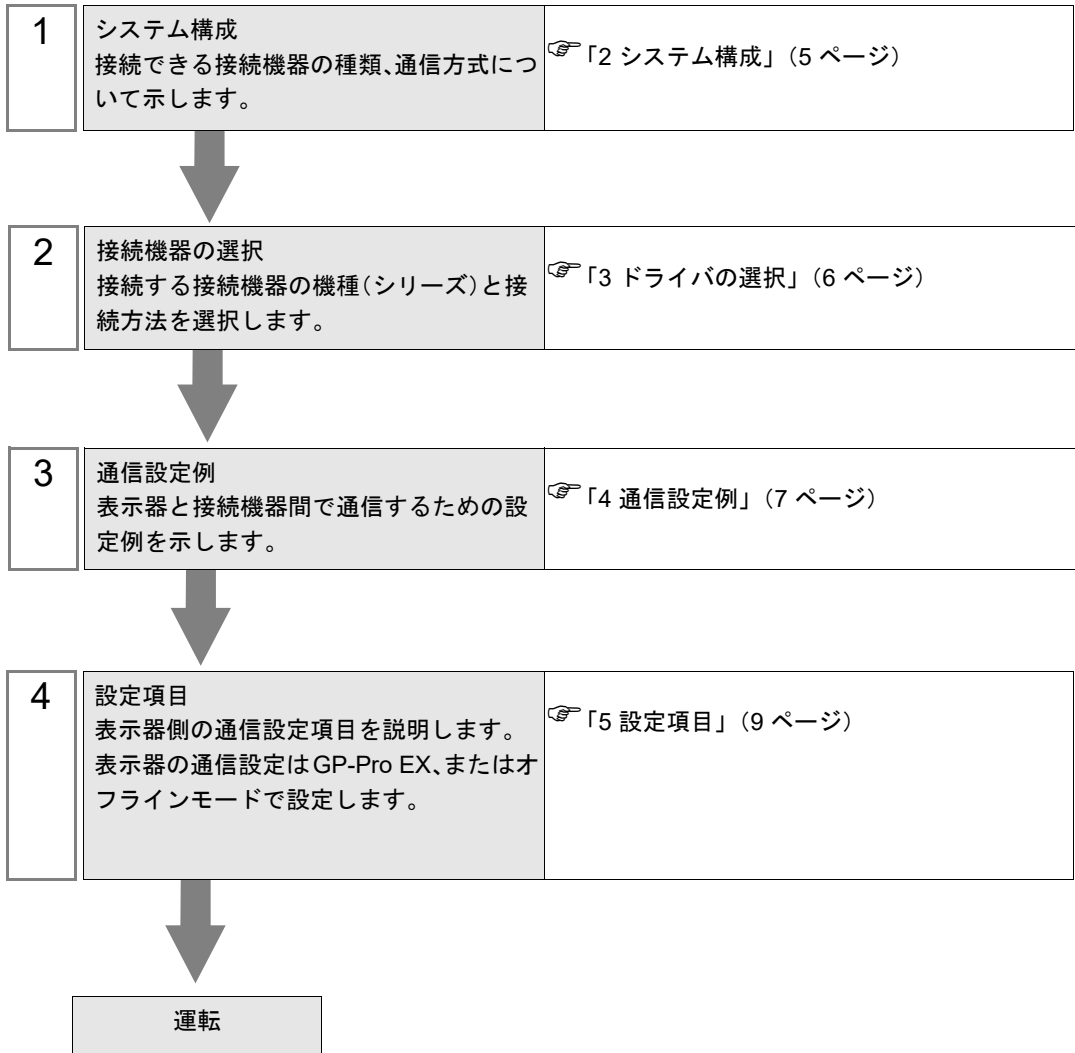 1
システム構成
接続できる接続機器の種類、通信方式につ
いて示します。
☞「2 システム構成」(5 ページ)
2
接続機器の選択
接続する接続機器の機種(シリーズ)と接
続方法を選択します。
☞「3 ドライバの選択」(6 ページ)
3
通信設定例
表示器と接続機器間で通信するための設
定例を示します。
☞「4 通信設定例」(7 ページ)
4
設定項目
表示器側の通信設定項目を説明します。
表示器の通信設定はGP-Pro EX、またはオ
フラインモードで設定します。
☞「5 設定項目」(9 ページ)
運転